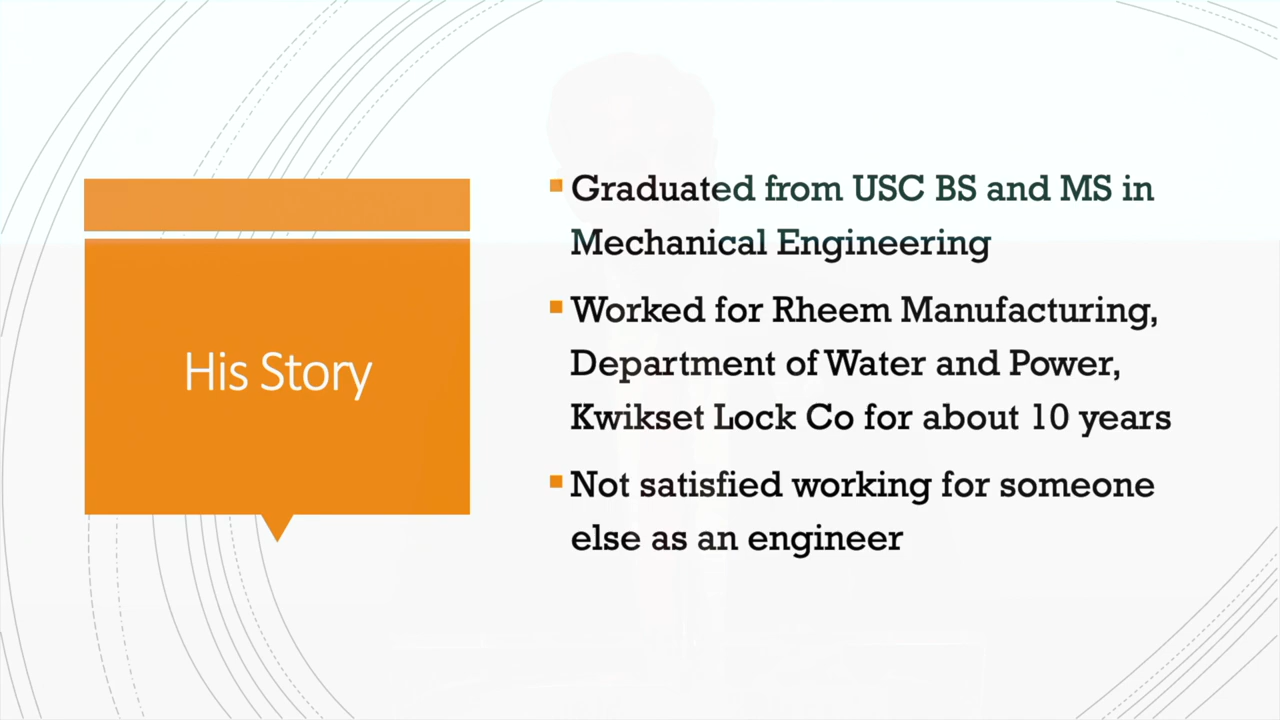 His Story
Graduated from USC BS and MS in
Mechanical Engineering
Worked for Rheem Manufacturing,
Department of Water and Power,
Kwikset Lock Co for about 10 years
Not satisfied working for someone
else as an engineer